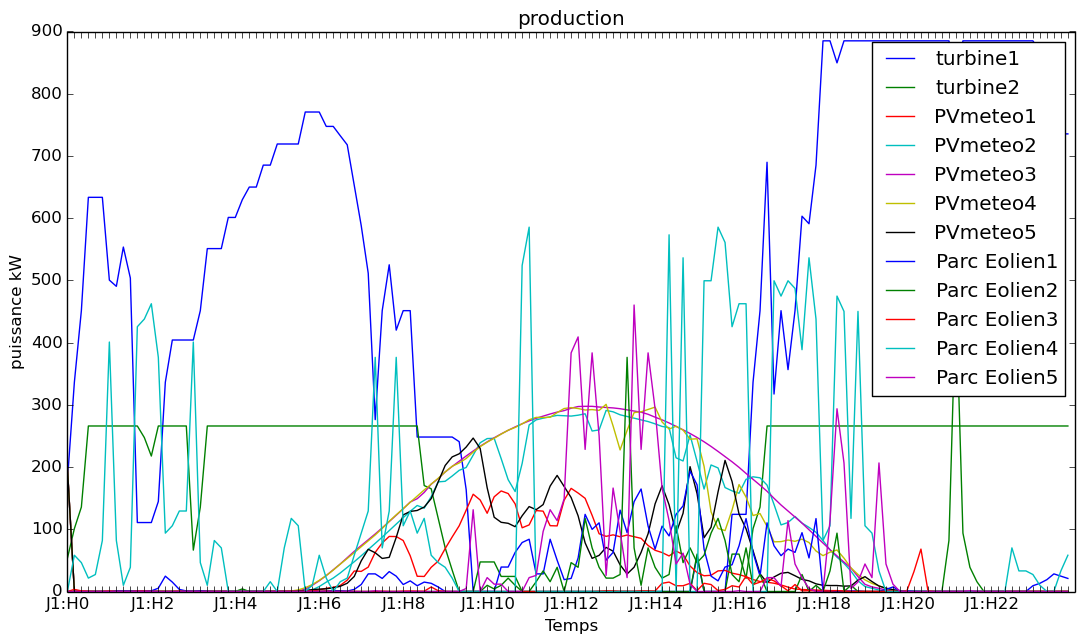 production
900
800
700
600
500
400
300
200
100
0
puissance kW
J1:H0 J1:H2 J1:H4 J1:H6 J1:H8 J1:H10 J1:H12 J1:H14 J1:H16 J1:H18 J1:H20 J1:H22
Temps
turbine1
turbine2
PVmeteo1
PVmeteo2
PVmeteo3
PVmeteo4
PVmeteo5
Parc Eolien1
Parc Eolien2
Parc Eolien3
Parc Eolien4
Parc Eolien5